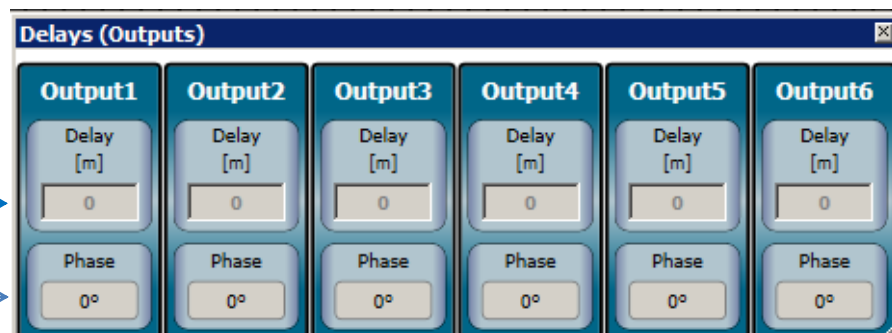 Delays (Outputs)
Output1 Output2 Output3 Output4 Output5 Output6
Delay Delay Delay Delay Delay Delay
[m] [m] [m] [m] [m] [m]
0 0 0 0 0 0
Phase Phase Phase Phase Phase Phase
0° 0° 0° 0° 0° 0°